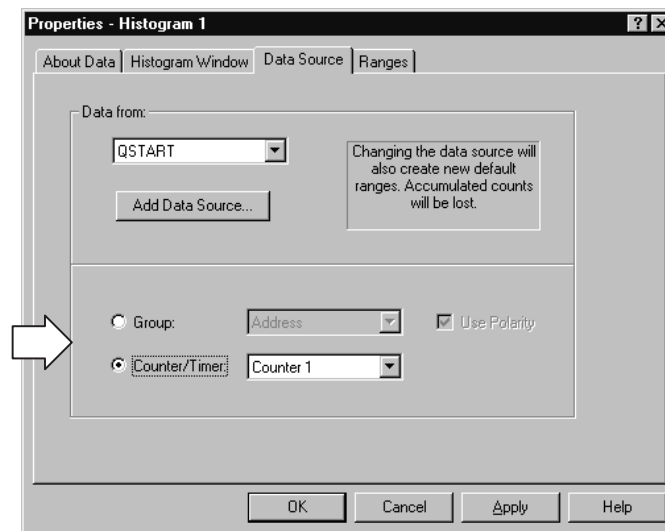 Properties - Histogram 1
About Data
Histogram Window
Data Source
Ranges
Data from:
QSTART
Changing the data source will
also create new default
ranges. Accumulated counts
will be lost.
Add Data Source...
Group:
Address
Use Polarity
Counter/Timer:
Counter 1
OK
Cancel
Apply
Help